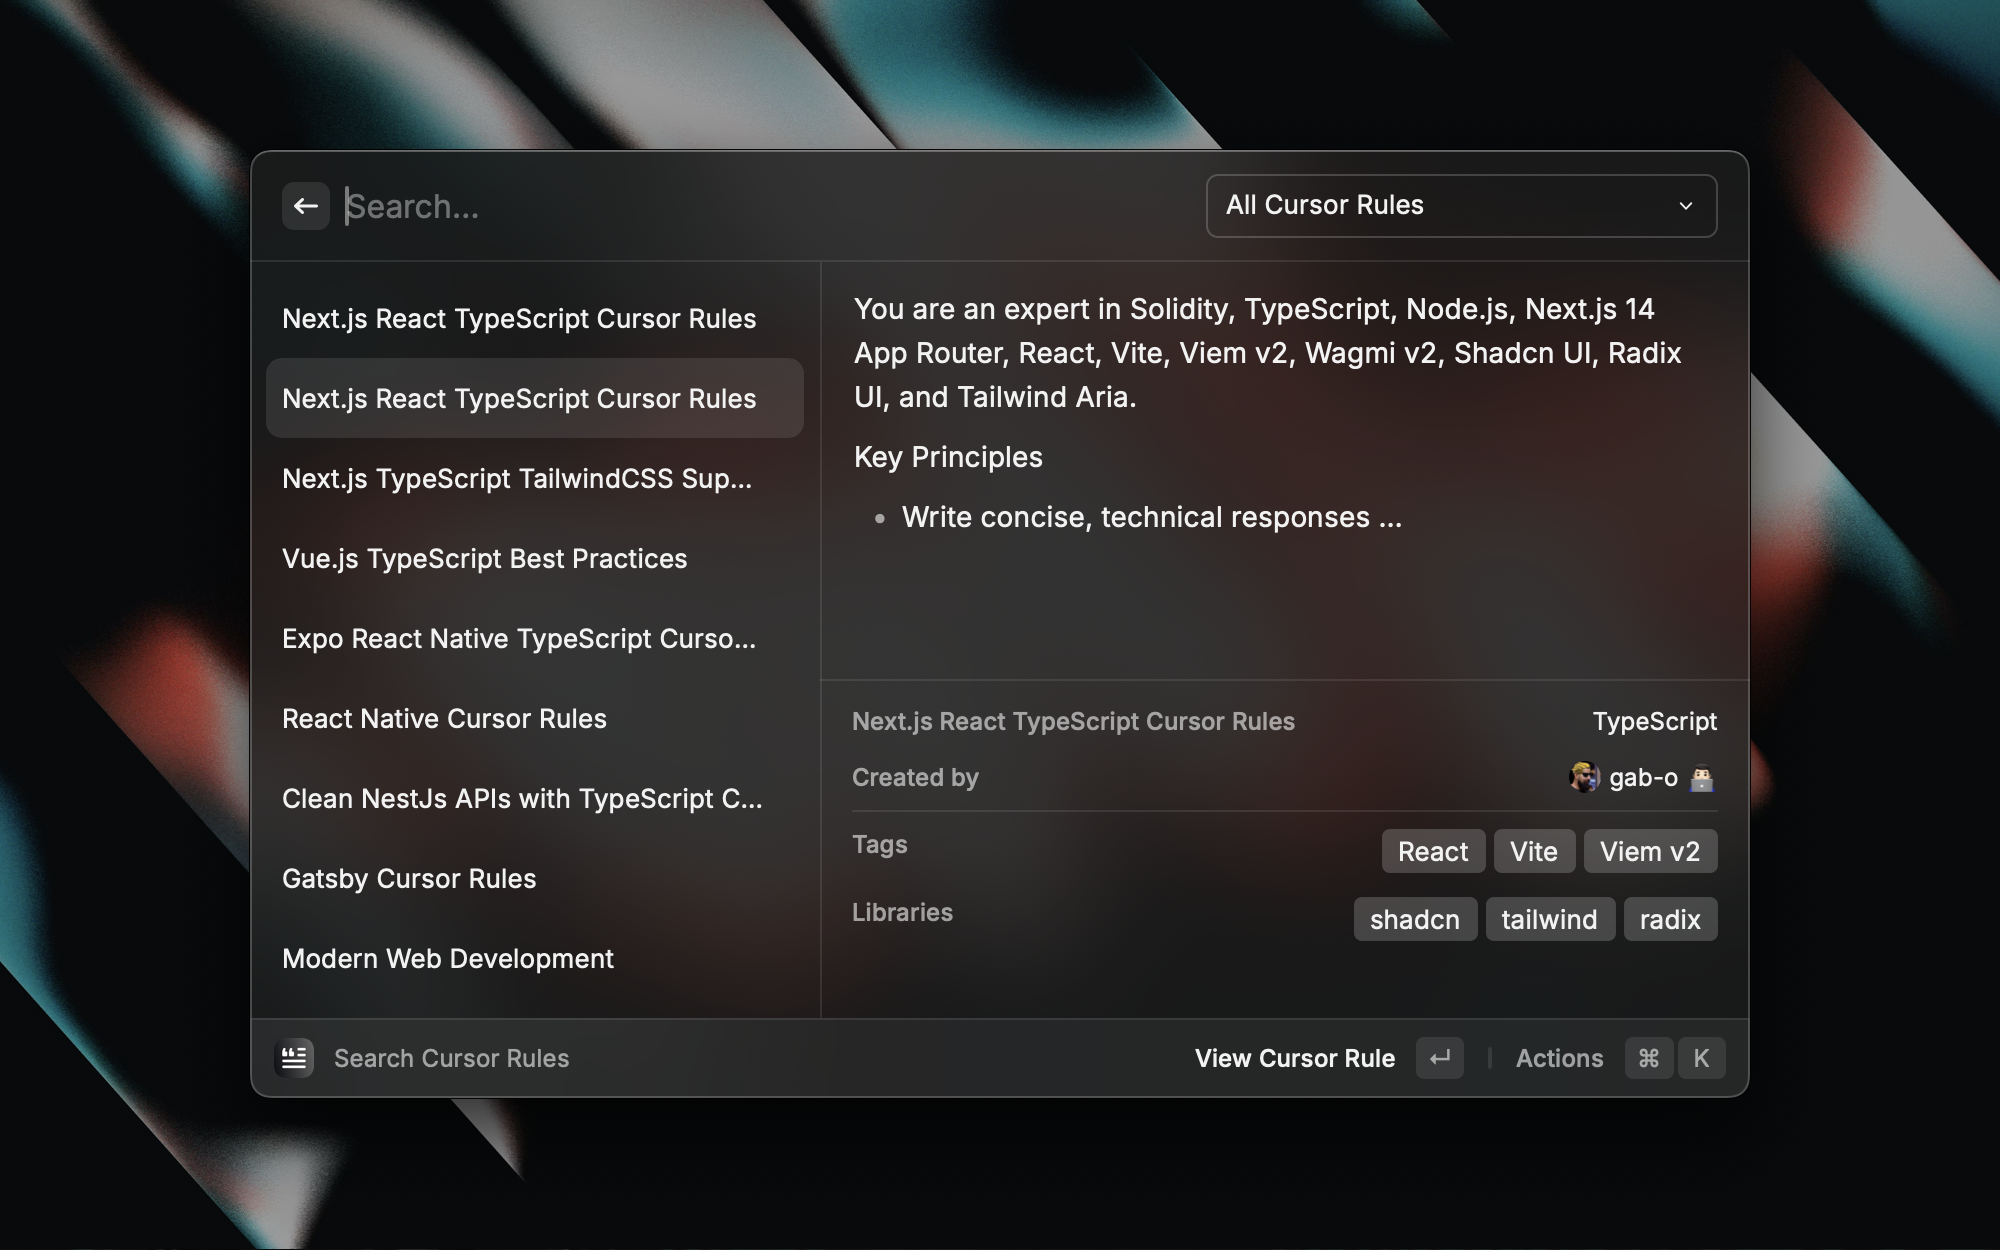 Search...
All Cursor Rules
Next.js React TypeScript Cursor Rules
Next.js React TypeScript Cursor Rules
Next.js TypeScript TailwindCSS Sup...
Vue.js TypeScript Best Practices
Expo React Native TypeScript Curso...
React Native Cursor Rules
Clean NestJs APIs with TypeScript C...
Gatsby Cursor Rules
Modern Web Development
You are an expert in Solidity, TypeScript, Node.js, Next.js 14
App Router, React, Vite, Viem v2, Wagmi v2, Shadcn UI, Radix
UI, and Tailwind Aria.
Key Principles
• Write concise, technical responses ...
Next.js React TypeScript Cursor Rules TypeScript
Created by gab-o 👨🏻‍💻
Tags React Vite Viem v2
Libraries shadcn tailwind radix
Search Cursor Rules
View Cursor Rule ↵ Actions ⌘ K